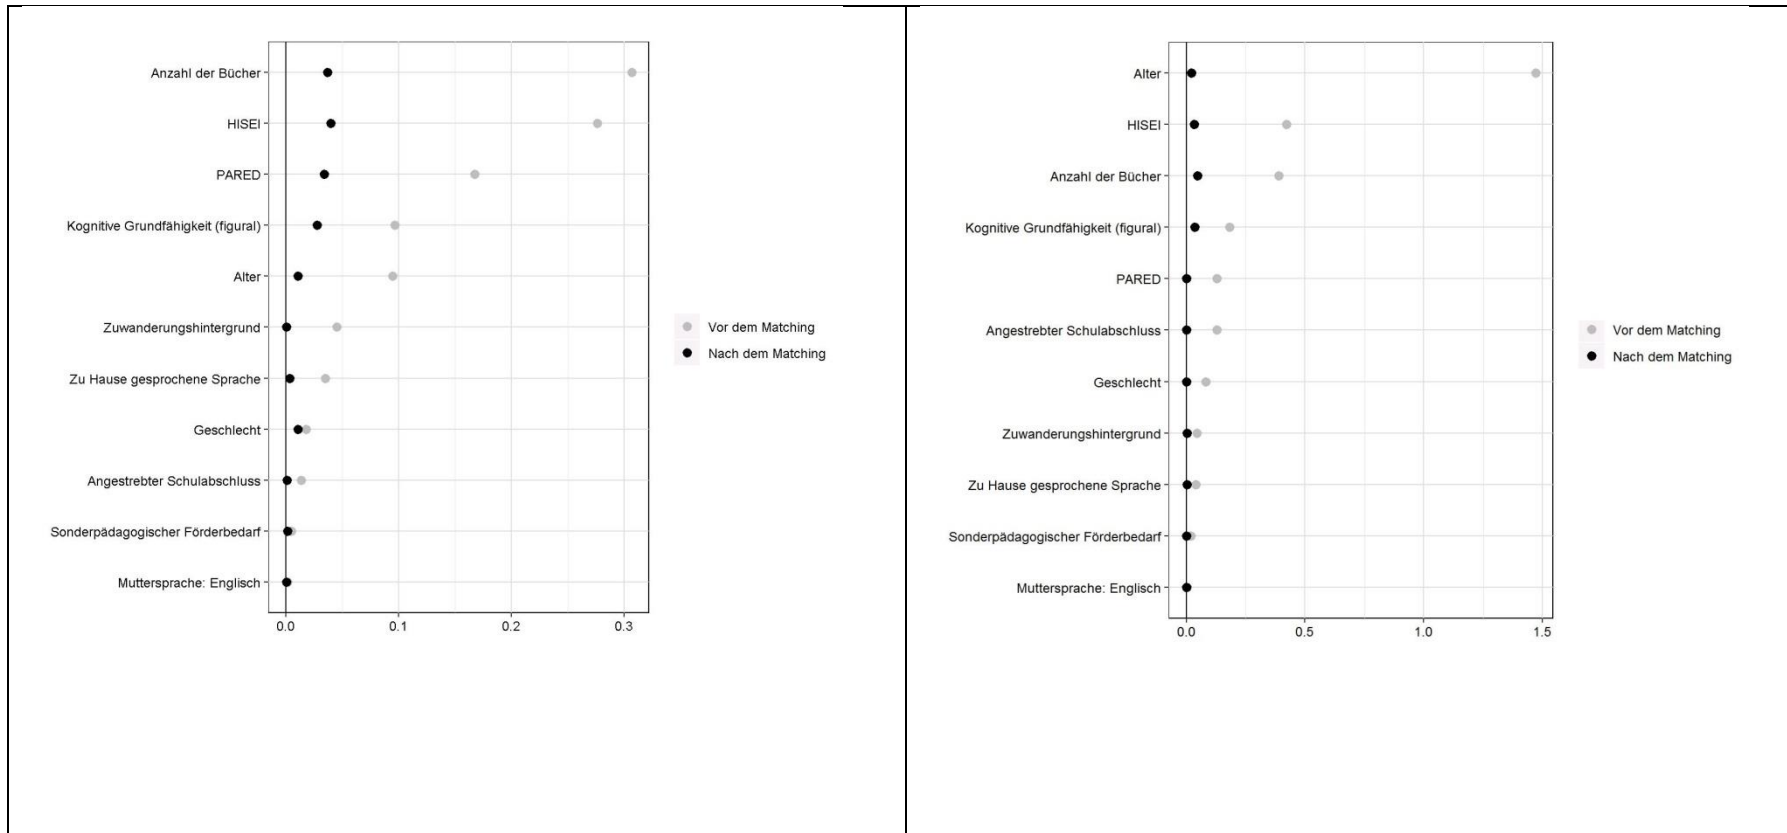 Anzahl der Bücher
HISEI
PARED
Kognitive Grundfähigkeit (figural)
Alter
Zuwanderungshintergrund
Zu Hause gesprochene Sprache
Geschlecht
Angestrebter Schulabschluss
Sonderpädagogischer Förderbedarf
Muttersprache: Englisch
0.0 0.1 0.2 0.3
Vor dem Matching
Nach dem Matching
Alter
HISEI
Anzahl der Bücher
Kognitive Grundfähigkeit (figural)
PARED
Angestrebter Schulabschluss
Geschlecht
Zuwanderungshintergrund
Zu Hause gesprochene Sprache
Sonderpädagogischer Förderbedarf
Muttersprache: Englisch
0.0 0.5 1.0 1.5
Vor dem Matching
Nach dem Matching